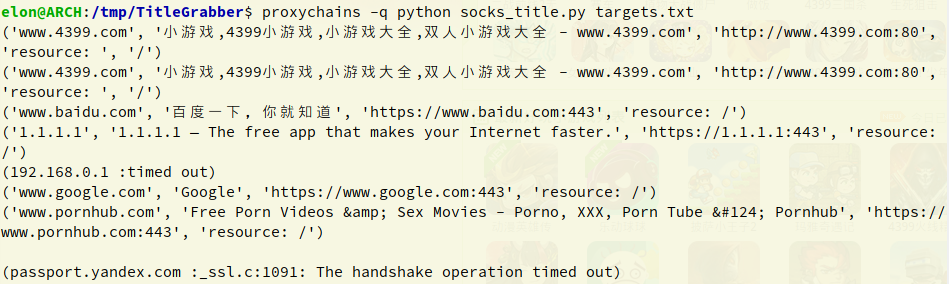 elon@ARCH:/tmp/TitleGrabber$ proxychains -q python socks_title.py targets.txt
('www.4399.com', '小游戏,4399小游戏,小游戏大全,双人小游戏大全 - www.4399.com', 'http://www.4399.com:80',
'resource: ', '/')
('www.4399.com', '小游戏,4399小游戏,小游戏大全,双人小游戏大全 - www.4399.com', 'http://www.4399.com:80',
'resource: ', '/')
('www.baidu.com', '百度一下，你就知道', 'https://www.baidu.com:443', 'resource: /')
('1.1.1.1', '1.1.1.1 — The free app that makes your Internet faster.', 'https://1.1.1.1:443', 'resource:
/')
(192.168.0.1 :timed out)
('www.google.com', 'Google', 'https://www.google.com:443', 'resource: /')
('www.pornhub.com', 'Free Porn Videos &amp; Sex Movies - Porno, XXX, Porn Tube &#124; Pornhub', 'https://
www.pornhub.com:443', 'resource: /')
(passport.yandex.com :_ssl.c:1091: The handshake operation timed out)